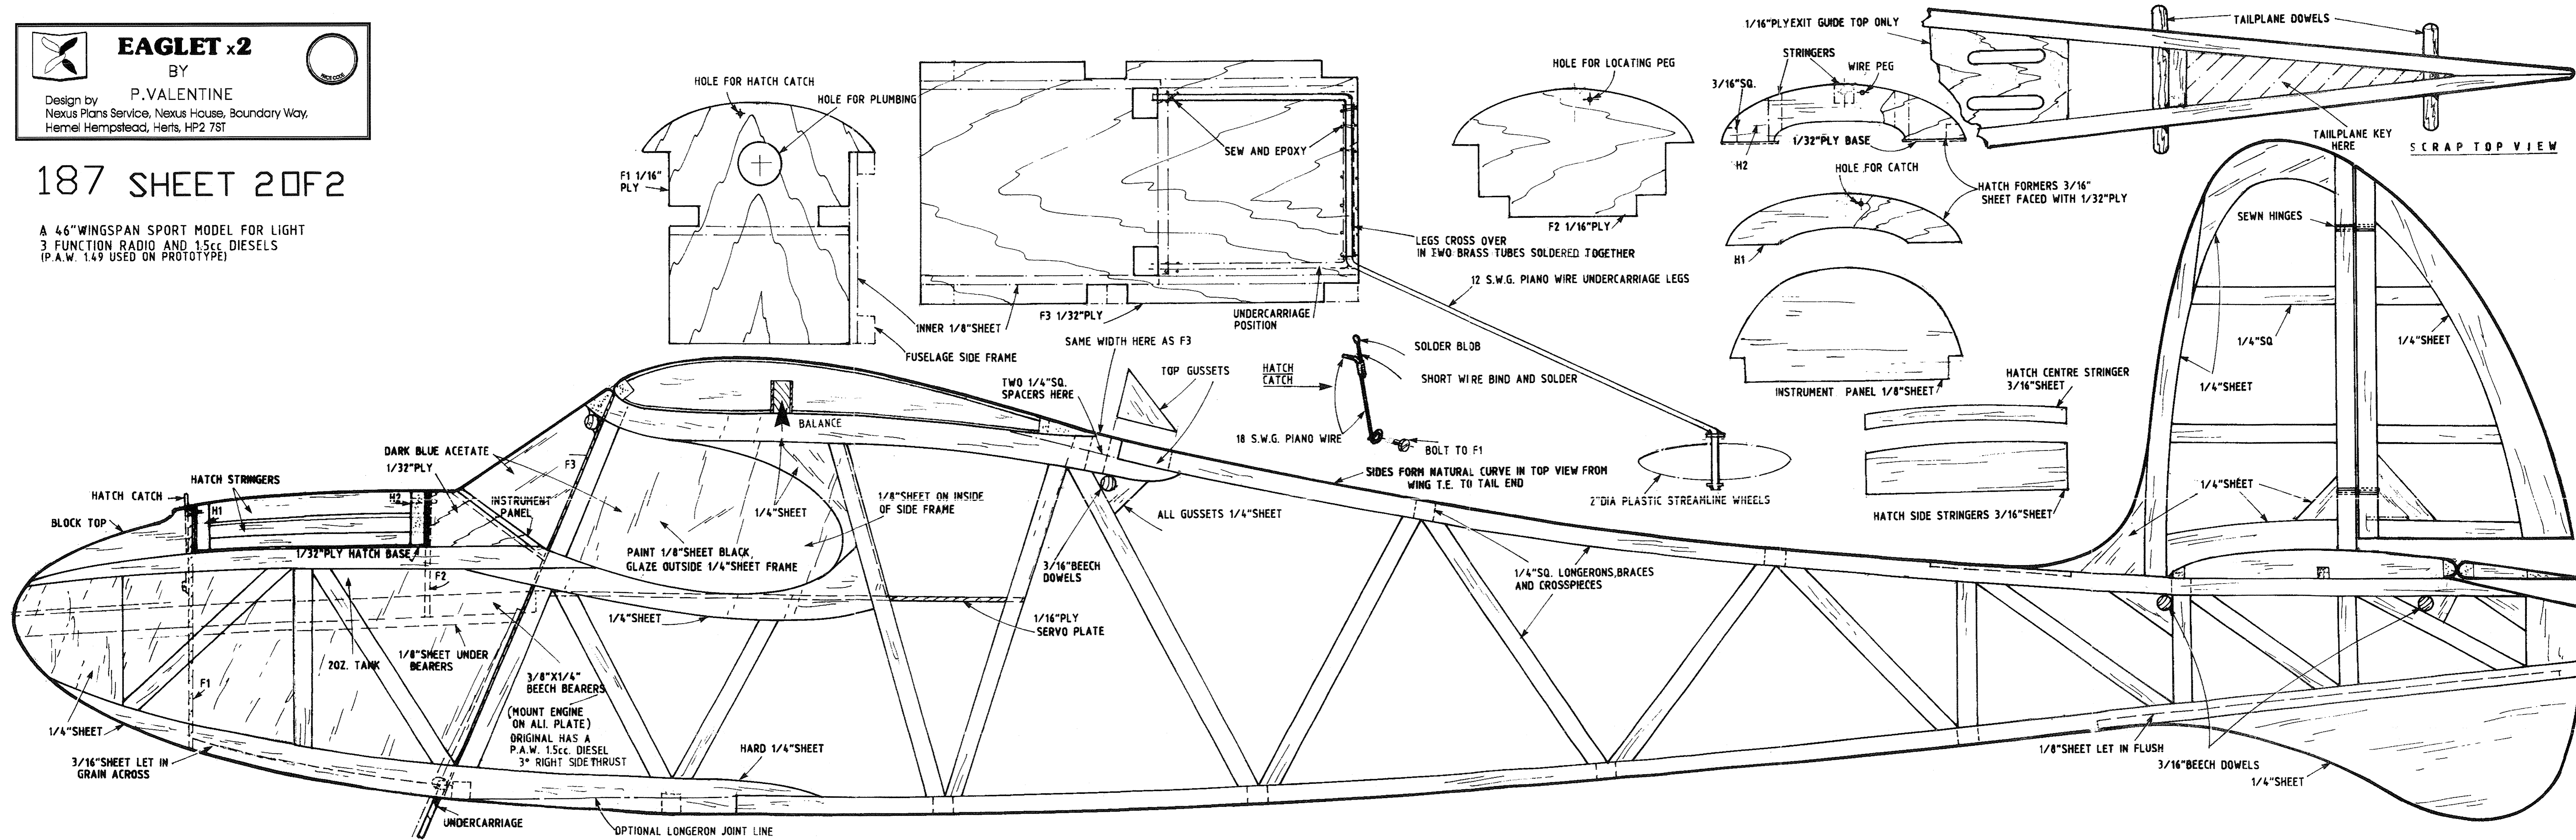 EAGLET x2
BY
P.VALENTINE
Design by
Nexus Plans Service, Nexus House, Boundary Way,
Hemel Hempstead, Herts, HP2 7ST
187 SHEET 2 OF 2
A 46"WINGSPAN SPORT MODEL FOR LIGHT
3 FUNCTION RADIO AND 1.5cc DIESELS
(P.A.W. 1.49 USED ON PROTOTYPE)
HOLE FOR HATCH CATCH
HOLE FOR PLUMBING
F1 1/16"
PLY
INNER 1/8"SHEET
FUSELAGE SIDE FRAME
SEW AND EPOXY
F3 1/32"PLY
UNDERCARRIAGE
POSITION
LEGS CROSS OVER
IN TWO BRASS TUBES SOLDERED TOGETHER
12 S.W.G. PIANO WIRE UNDERCARRIAGE LEGS
HOLE FOR LOCATING PEG
F2 1/16"PLY
1/16"PLY EXIT GUIDE TOP ONLY
STRINGERS
WIRE PEG
3/16"SQ.
1/32"PLY BASE
H2
HOLE FOR CATCH
H1
HATCH FORMERS 3/16"
SHEET FACED WITH 1/32"PLY
TAILPLANE DOWELS
TAILPLANE KEY
HERE
SCRAP TOP VIEW
SEWN HINGES
1/4"SQ
1/4"SHEET
1/4"SHEET
INSTRUMENT PANEL 1/8"SHEET
HATCH CENTRE STRINGER
3/16"SHEET
HATCH SIDE STRINGERS 3/16"SHEET
SAME WIDTH HERE AS F3
TWO 1/4"SQ.
SPACERS HERE
TOP GUSSETS
HATCH
CATCH
SOLDER BLOB
SHORT WIRE BIND AND SOLDER
18 S.W.G. PIANO WIRE
BOLT TO F1
2"DIA PLASTIC STREAMLINE WHEELS
SIDES FORM NATURAL CURVE IN TOP VIEW FROM
WING T.E. TO TAIL END
BALANCE
DARK BLUE ACETATE
1/32"PLY
HATCH STRINGERS
HATCH CATCH
BLOCK TOP
H1
H2
INSTRUMENT
PANEL
F3
1/4"SHEET
1/8"SHEET ON INSIDE
OF SIDE FRAME
ALL GUSSETS 1/4"SHEET
1/32"PLY HATCH BASE
F2
PAINT 1/8"SHEET BLACK,
GLAZE OUTSIDE 1/4"SHEET FRAME
3/16"BEECH
DOWELS
1/4"SQ. LONGERONS,BRACES
AND CROSSPIECES
1/4"SHEET
1/4"SHEET
1/16"PLY
SERVO PLATE
2OZ. TANK
1/8"SHEET UNDER
BEARERS
F1
3/8"X1/4"
BEECH BEARERS
(MOUNT ENGINE
ON ALI. PLATE)
ORIGINAL HAS A
P.A.W. 1.5cc. DIESEL
3° RIGHT SIDETHRUST
1/4"SHEET
3/16"SHEET LET IN
GRAIN ACROSS
HARD 1/4"SHEET
UNDERCARRIAGE
OPTIONAL LONGERON JOINT LINE
1/8"SHEET LET IN FLUSH
3/16"BEECH DOWELS
1/4"SHEET